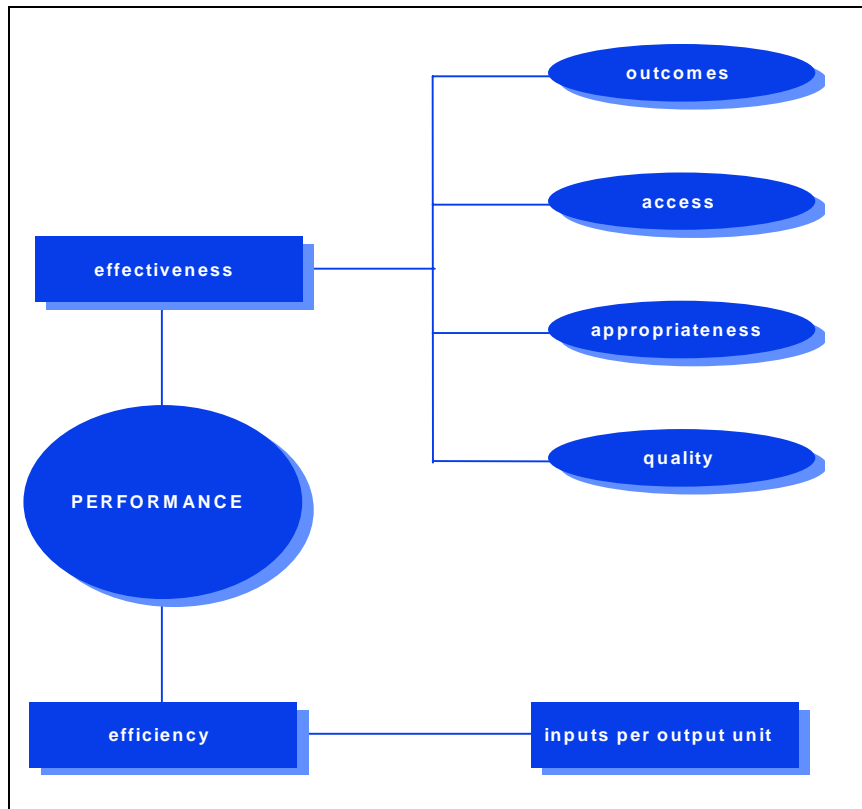 outcomes
access
effectiveness
appropriateness
quality
PERFORMANCE
efficiency
inputs per output unit